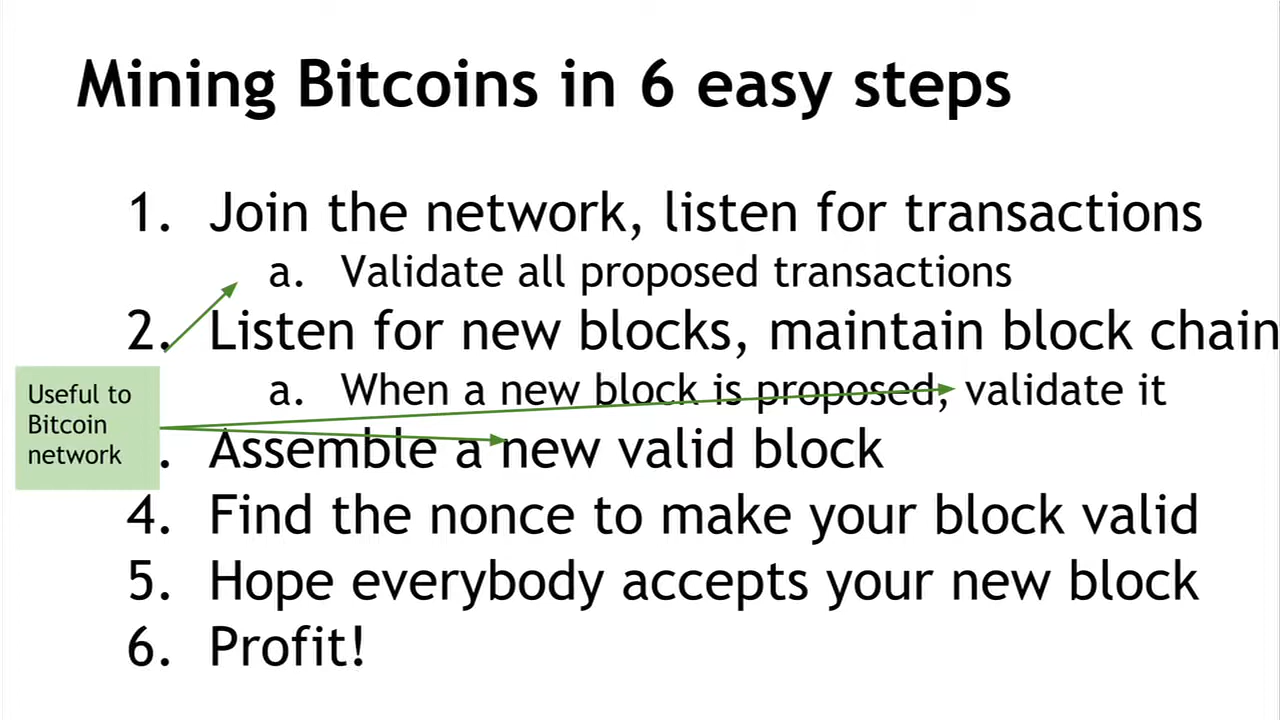 Mining Bitcoins in 6 easy steps
1. Join the network, listen for transactions
a. Validate all proposed transactions
2. Listen for new blocks, maintain block chain
a. When a new block is proposed, validate it
Useful to
Bitcoin
network
. Assemble a new valid block
4. Find the nonce to make your block valid
5. Hope everybody accepts your new block
6. Profit!